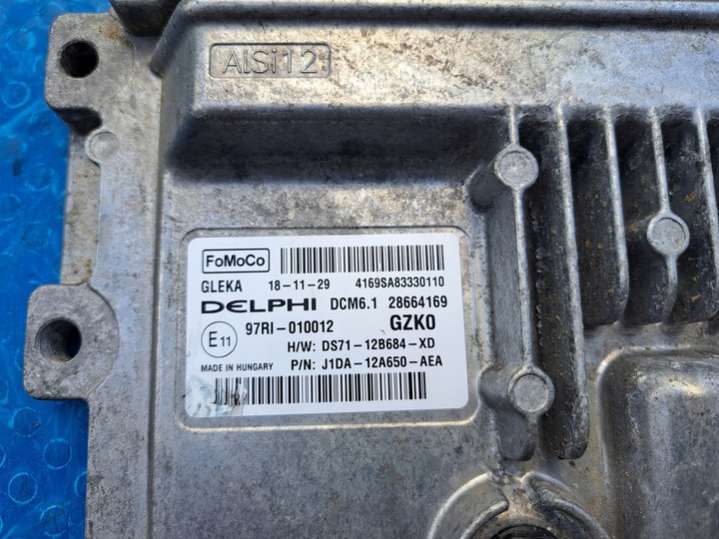 AlSi12
FoMoCo
GLEKA 18-11-29 4169SA83330110
DELPHI DCM6.1 28664169
E11 97RI-010012 GZK0
H/W: DS71-12B684-XD
MADE IN HUNGARY P/N: J1DA-12A650-AEA